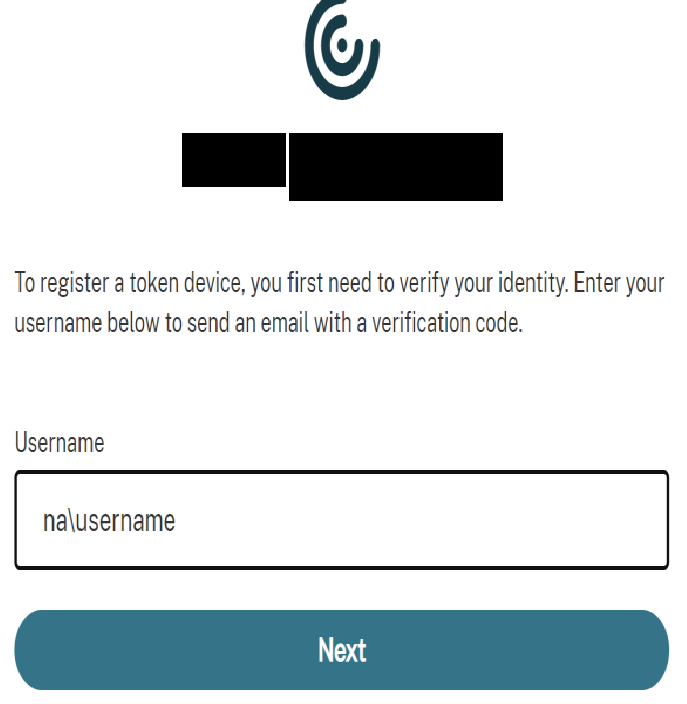 To register a token device, you first need to verify your identity. Enter your
username below to send an email with a verification code.
Username
na\username
Next